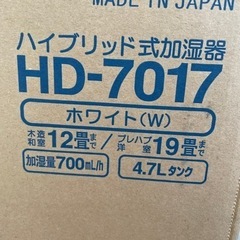 MADE IN JAPAN
ハイブリッド式加湿器
HD-7017
ホワイト(W)
木造和室12畳まで プレハブ洋室19畳まで
加湿量700mL/h 4.7Lタンク